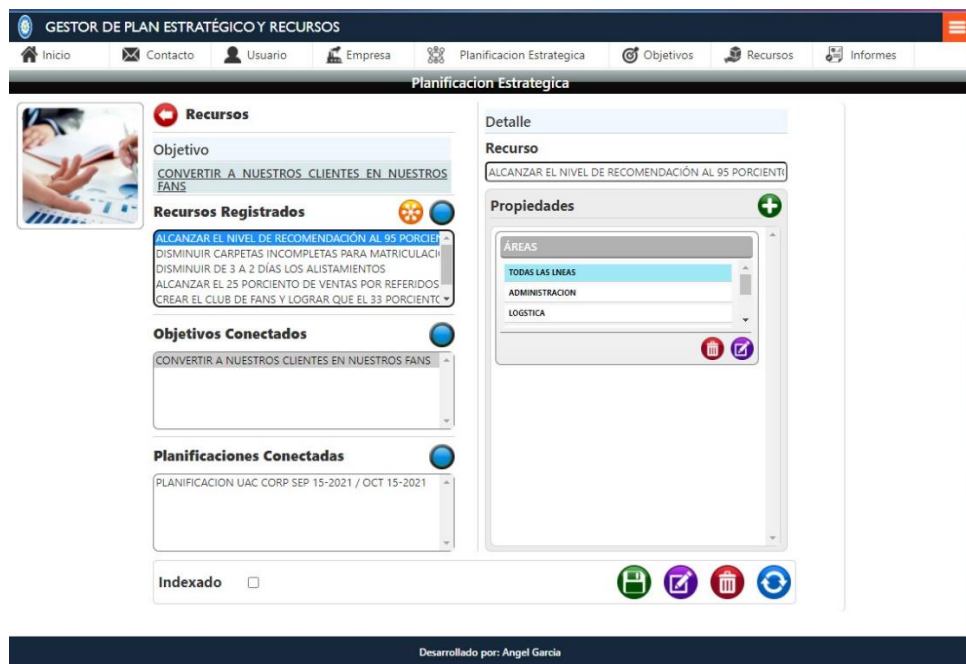 GESTOR DE PLAN ESTRATÉGICO Y RECURSOS
Inicio Contacto Usuario Empresa Planificacion Estrategica Objetivos Recursos Informes
Planificacion Estrategica
Recursos
Objetivo
CONVERTIR A NUESTROS CLIENTES EN NUESTROS
FANS
Recursos Registrados
ALCANZAR EL NIVEL DE RECOMENDACIÓN AL 95 PORCIEN
DISMINUIR CARPETAS INCOMPLETAS PARA MATRICULACI
DISMINUIR DE 3 A 2 DÍAS LOS ALISTAMIENTOS
ALCANZAR EL 25 PORCIENTO DE VENTAS POR REFERIDOS
CREAR EL CLUB DE FANS Y LOGRAR QUE EL 33 PORCIENTO
Objetivos Conectados
CONVERTIR A NUESTROS CLIENTES EN NUESTROS FANS
Planificaciones Conectadas
PLANIFICACION UAC CORP SEP 15-2021 / OCT 15-2021
Detalle
Recurso
ALCANZAR EL NIVEL DE RECOMENDACIÓN AL 95 PORCIENTO
Propiedades
ÁREAS
TODAS LAS LNEAS
ADMINISTRACION
LOGSTICA
Indexado
Desarrollado por: Angel Garcia